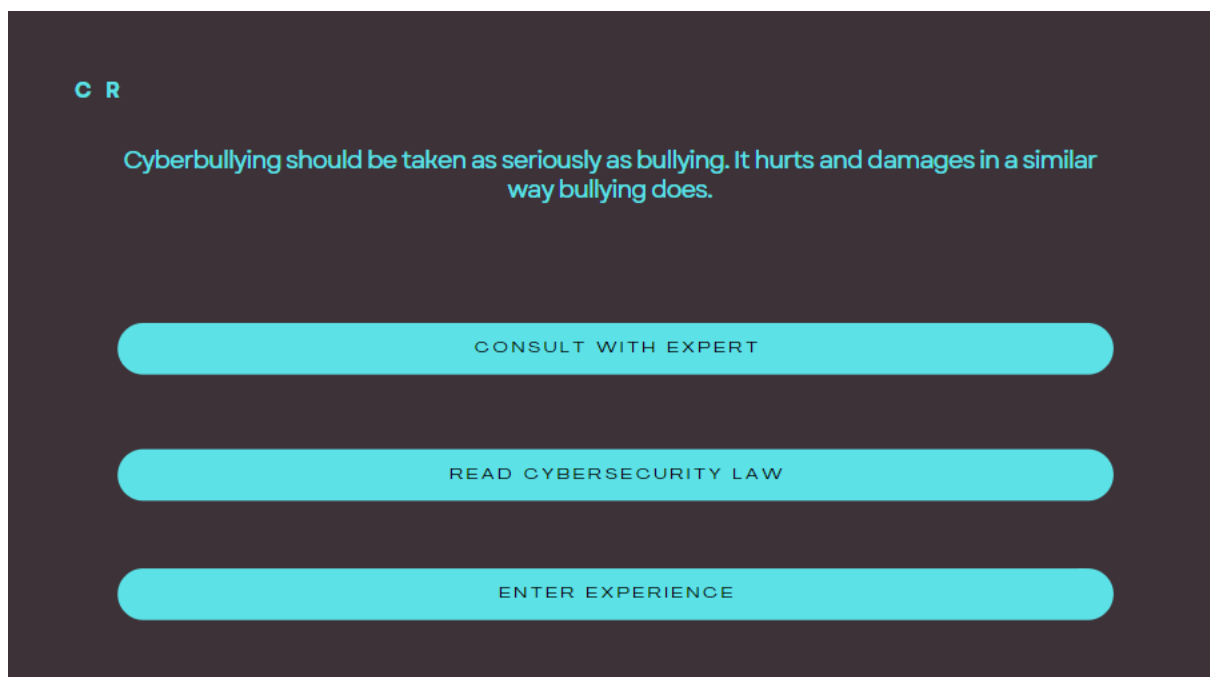 C R
Cyberbullying should be taken as seriously as bullying. It hurts and damages in a similar
way bullying does.
CONSULT WITH EXPERT
READ CYBERSECURITY LAW
ENTER EXPERIENCE